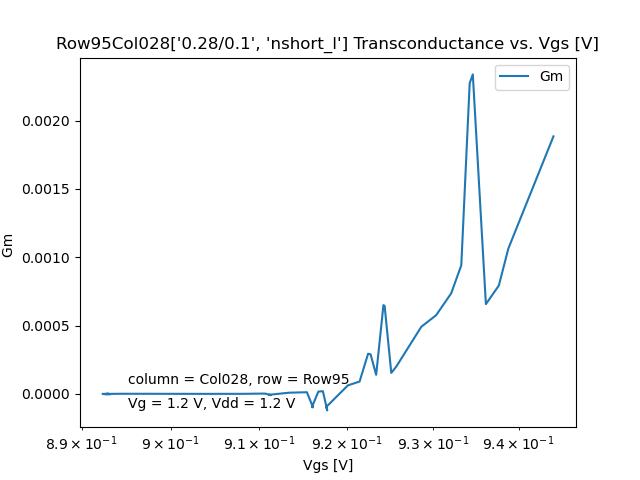 Row95Col028['0.28/0.1', 'nshort_l'] Transconductance vs. Vgs [V]
Gm
0.0020
0.0015
0.0010
0.0005
0.0000
Gm
column = Col028, row = Row95
Vg = 1.2 V, Vdd = 1.2 V
8.9 × 10⁻¹ 9 × 10⁻¹ 9.1 × 10⁻¹ 9.2 × 10⁻¹ 9.3 × 10⁻¹ 9.4 × 10⁻¹
Vgs [V]